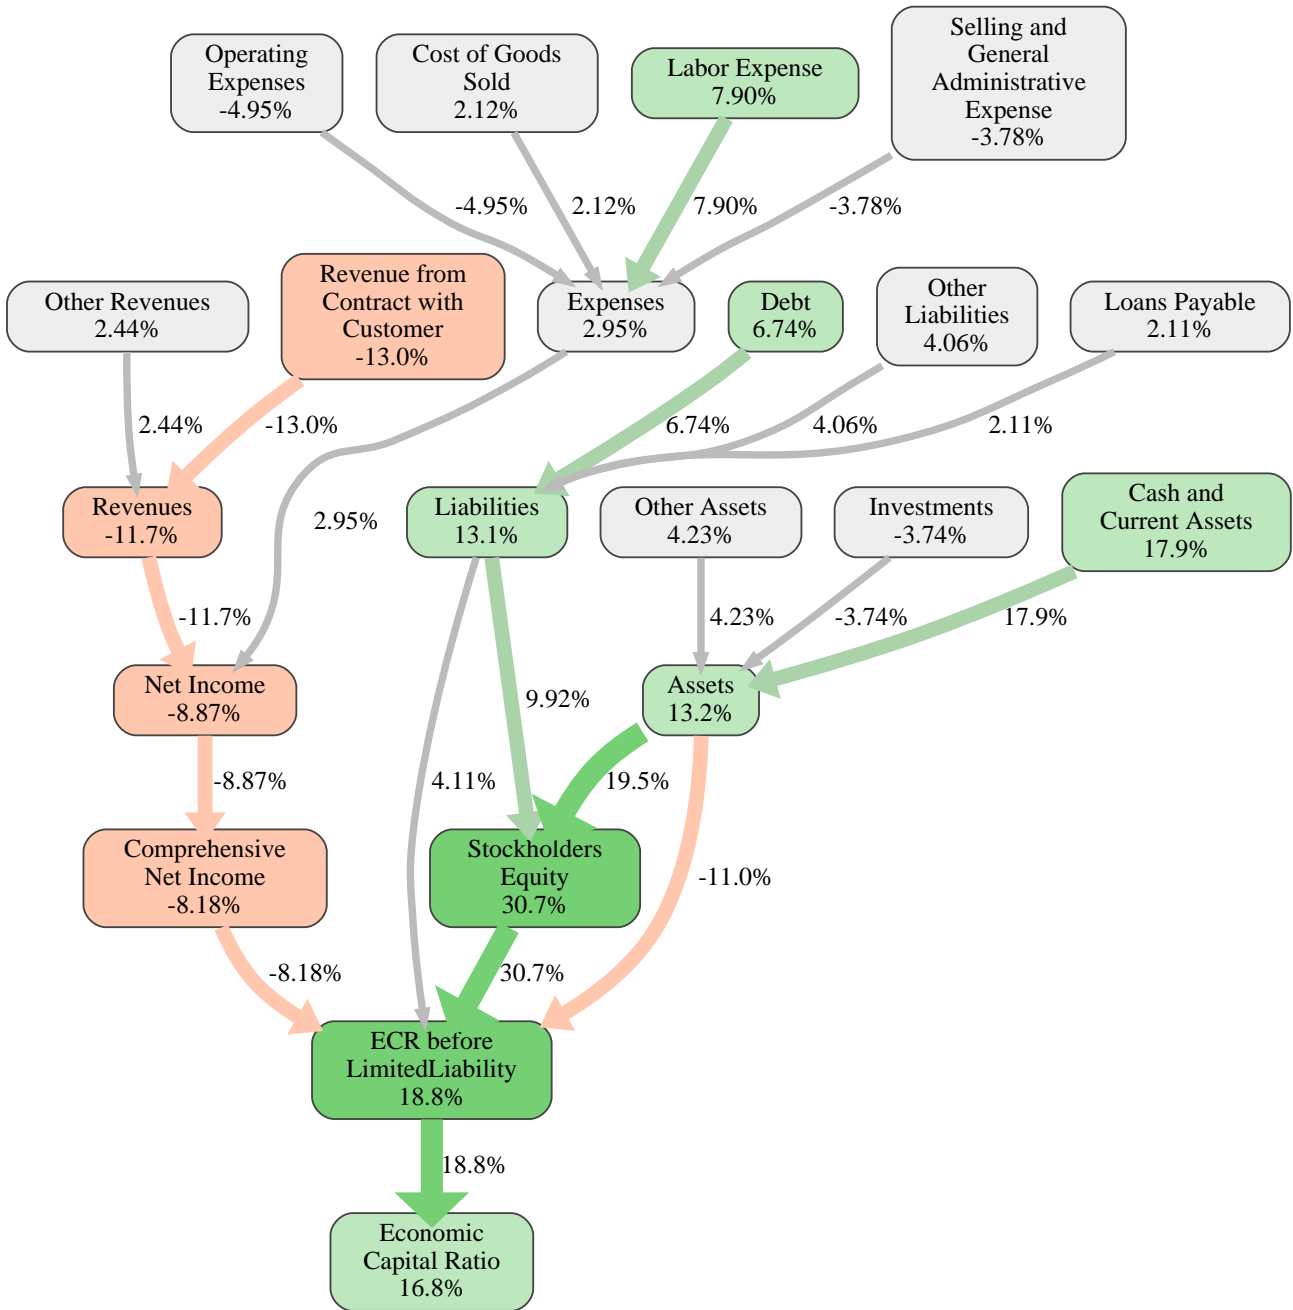 Operating
Expenses
-4.95%
Cost of Goods
Sold
2.12%
Labor Expense
7.90%
Selling and
General
Administrative
Expense
-3.78%
-4.95%
2.12%
7.90%
-3.78%
Other Revenues
2.44%
Revenue from
Contract with
Customer
-13.0%
Expenses
2.95%
Debt
6.74%
Other
Liabilities
4.06%
Loans Payable
2.11%
2.44%
-13.0%
6.74%
4.06%
2.11%
Revenues
-11.7%
2.95%
Liabilities
13.1%
Other Assets
4.23%
Investments
-3.74%
Cash and
Current Assets
17.9%
-11.7%
4.23%
-3.74%
17.9%
Net Income
-8.87%
9.92%
Assets
13.2%
-8.87%
4.11%
19.5%
Comprehensive
Net Income
-8.18%
Stockholders
Equity
30.7%
-11.0%
-8.18%
30.7%
ECR before
LimitedLiability
18.8%
18.8%
Economic
Capital Ratio
16.8%